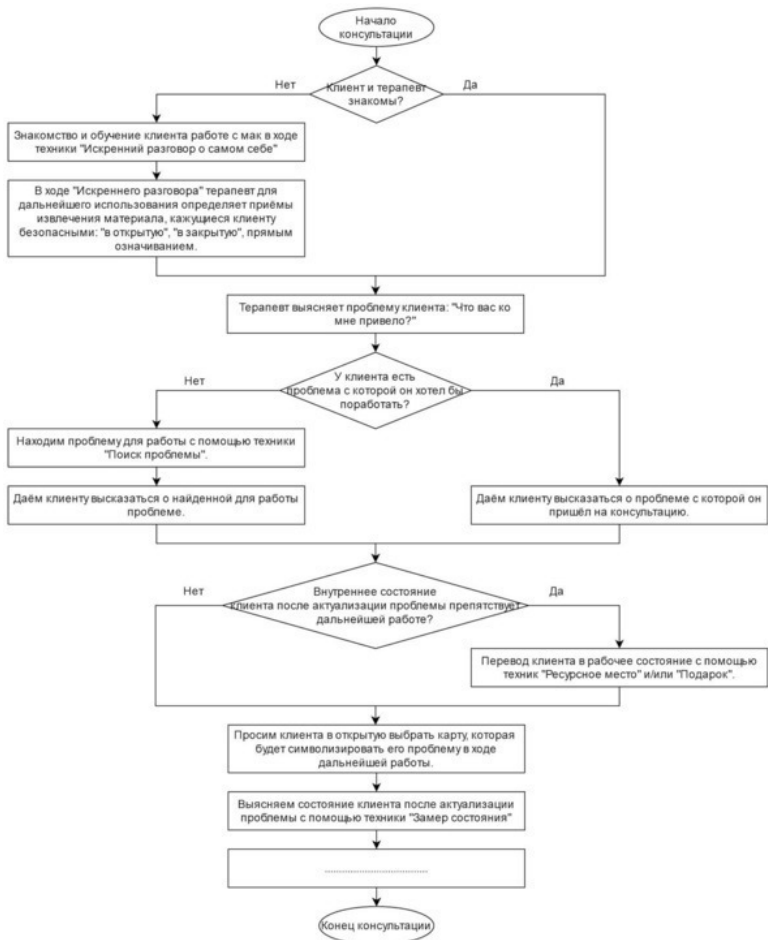 Начало
консультации
Нет
Клиент и терапевт
знакомы?
Да
Знакомство и обучение клиента работе с мак в ходе
техники "Искренний разговор о самом себе"
В ходе "Искреннего разговора" терапевт для
дальнейшего использования определяет приёмы
извлечения материала, кажущиеся клиенту
безопасными: "в открытую", "в закрытую", прямым
означиванием.
Терапевт выясняет проблему клиента: "Что вас ко
мне привело?"
Нет
У клиента есть
проблема с которой он хотел бы
поработать?
Да
Находим проблему для работы с помощью техники
"Поиск проблемы".
Даём клиенту высказаться о найденной для работы
проблеме.
Даём клиенту высказаться о проблеме с которой он
пришёл на консультацию.
Нет
Внутреннее состояние
клиента после актуализации проблемы препятствует
дальнейшей работе?
Да
Перевод клиента в рабочее состояние с помощью
техник "Ресурсное место" и/или "Подарок".
Просим клиента в открытую выбрать карту, которая
будет символизировать его проблему в ходе
дальнейшей работы.
Выясняем состояние клиента после актуализации
проблемы с помощью техники "Замер состояния"
....................................
Конец консультации